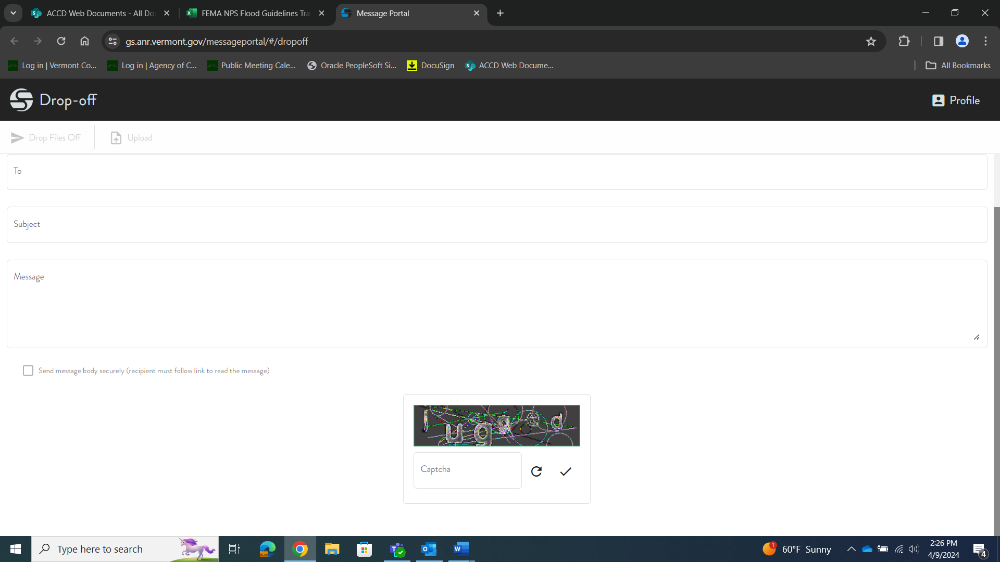 ACCD Web Documents - All Do
FEMA NPS Flood Guidelines Tra
Message Portal
gs.anr.vermont.gov/messageportal/#/dropoff
Log in | Vermont Co...
Log in | Agency of C...
Public Meeting Cale...
Oracle PeopleSoft Si...
DocuSign
ACCD Web Docume...
All Bookmarks
Drop-off
Profile
Drop Files Off
Upload
To
Subject
Message
Send message body securely (recipient must follow link to read the message)
Captcha
Type here to search
1
60°F Sunny
2:26 PM
4/9/2024
4